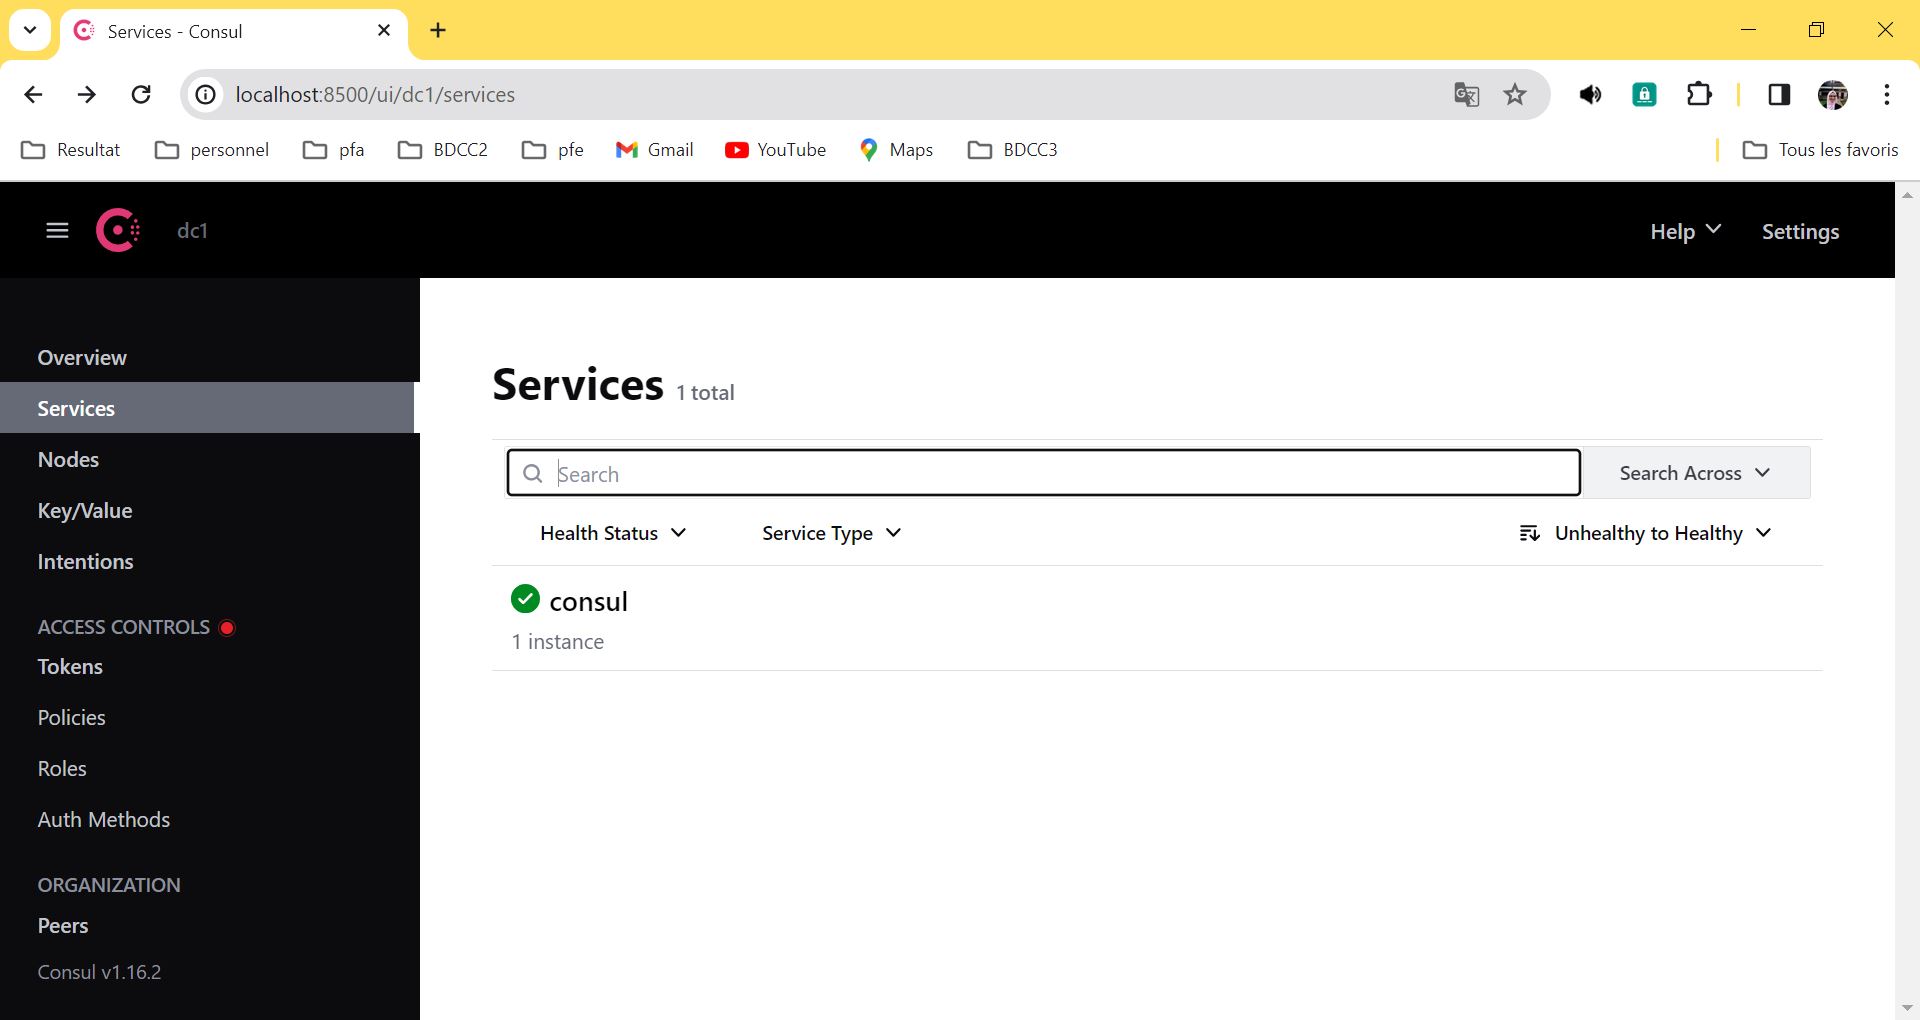 Services - Consul
localhost:8500/ui/dc1/services
Resultat personnel pfa BDCC2 pfe Gmail YouTube Maps BDCC3 Tous les favoris
dc1 Help Settings
Overview
Services
Nodes
Key/Value
Intentions
ACCESS CONTROLS
Tokens
Policies
Roles
Auth Methods
ORGANIZATION
Peers
Consul v1.16.2
Services 1 total
Search Search Across
Health Status Service Type Unhealthy to Healthy
consul
1 instance